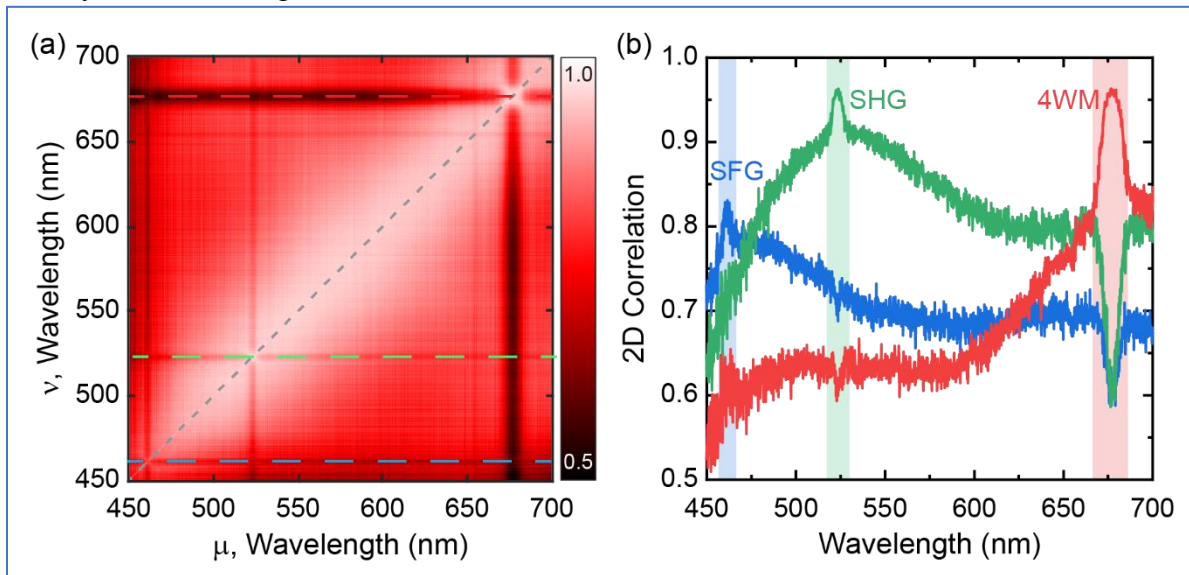 (a)
700
650
600
550
500
450
450 500 550 600 650 700
ν, Wavelength (nm)
μ, Wavelength (nm)
1.0
0.5
(b)
1.0
0.9
0.8
0.7
0.6
0.5
450 500 550 600 650 700
2D Correlation
Wavelength (nm)
SFG
SHG
4WM